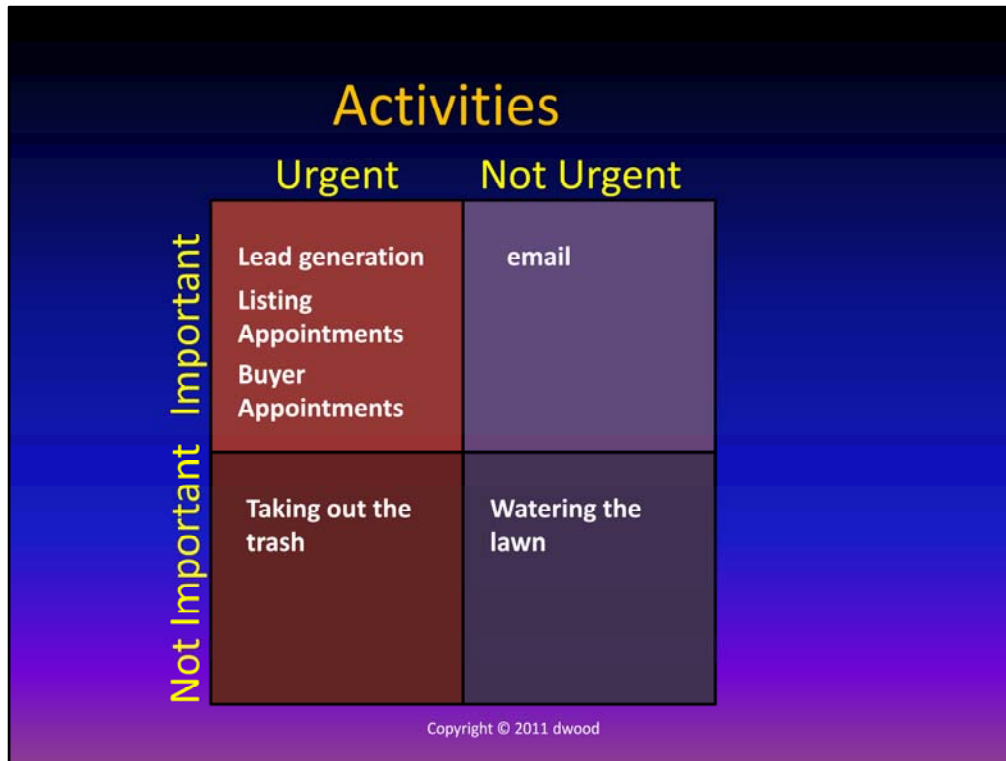 Activities
Urgent
Not Urgent
Important
Lead generation
Listing
Appointments
Buyer
Appointments
email
Not Important
Taking out the
trash
Watering the
lawn
Copyright © 2011 dwood